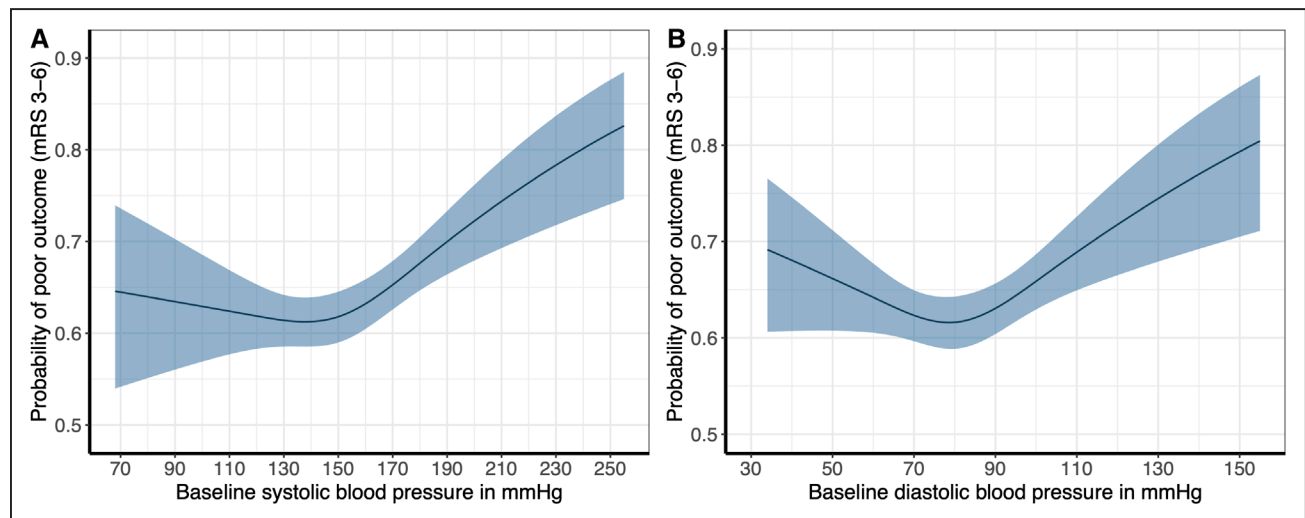 A
Probability of poor outcome (mRS 3–6)
0.9
0.8
0.7
0.6
0.5
70 90 110 130 150 170 190 210 230 250
Baseline systolic blood pressure in mmHg
B
Probability of poor outcome (mRS 3–6)
0.9
0.8
0.7
0.6
0.5
30 50 70 90 110 130 150
Baseline diastolic blood pressure in mmHg